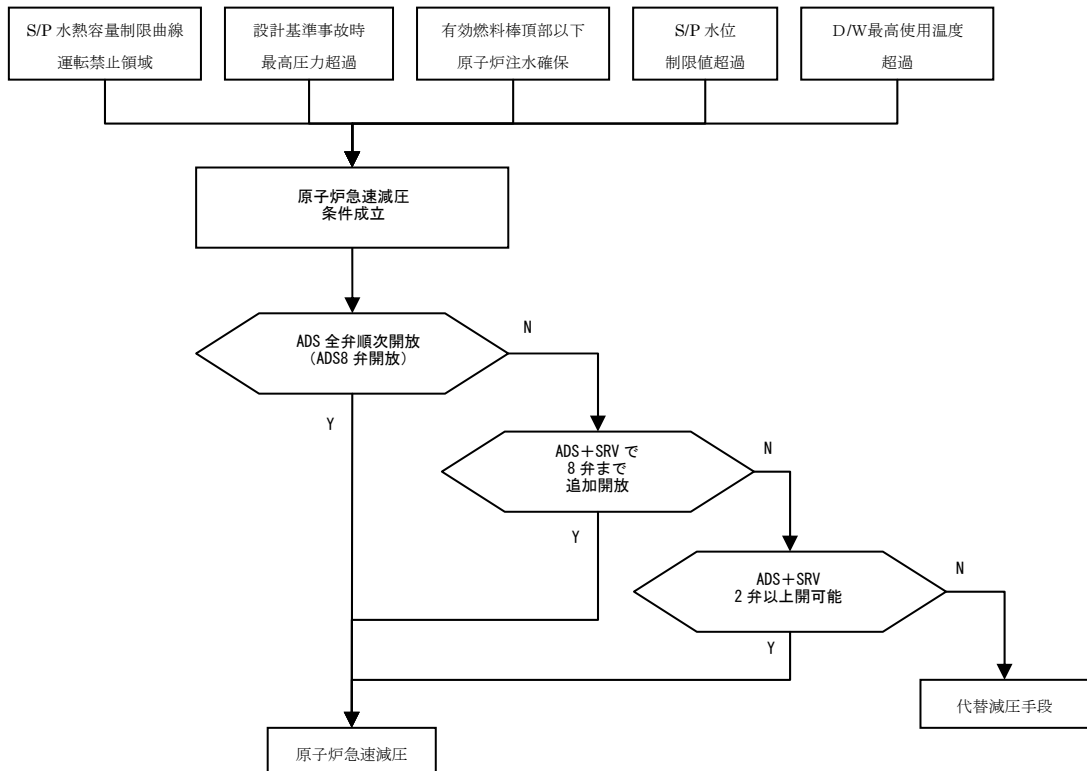 S/P 水熱容量制限曲線
運転禁止領域
設計基準事故時
最高圧力超過
有効燃料棒頂部以下
原子炉注水確保
S/P 水位
制限値超過
D/W最高使用温度
超過
原子炉急速減圧
条件成立
ADS 全弁順次開放
(ADS8 弁開放)
N
Y
ADS＋SRV で
8 弁まで
追加開放
N
Y
ADS＋SRV
2 弁以上開可能
N
Y
代替減圧手段
原子炉急速減圧